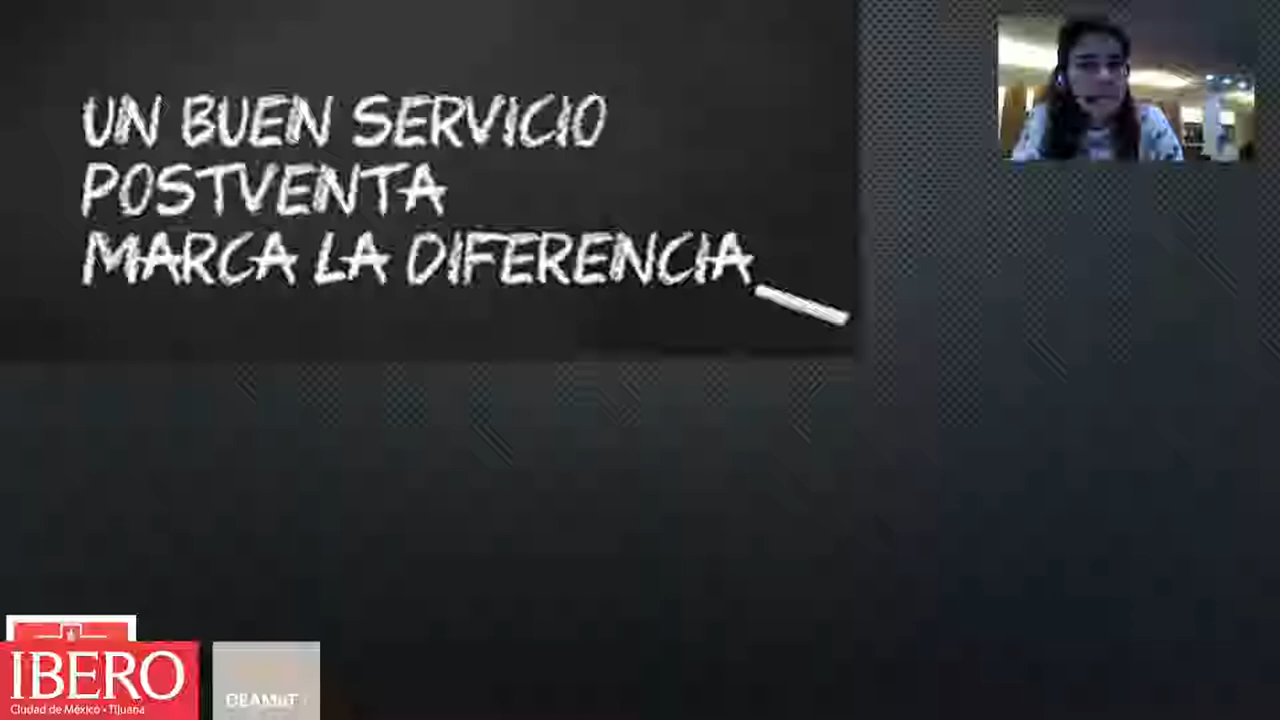 UN BUEN SERVICIO
POSTVENTA
MARCA LA DIFERENCIA
IBERO
Ciudad de México • Tijuana